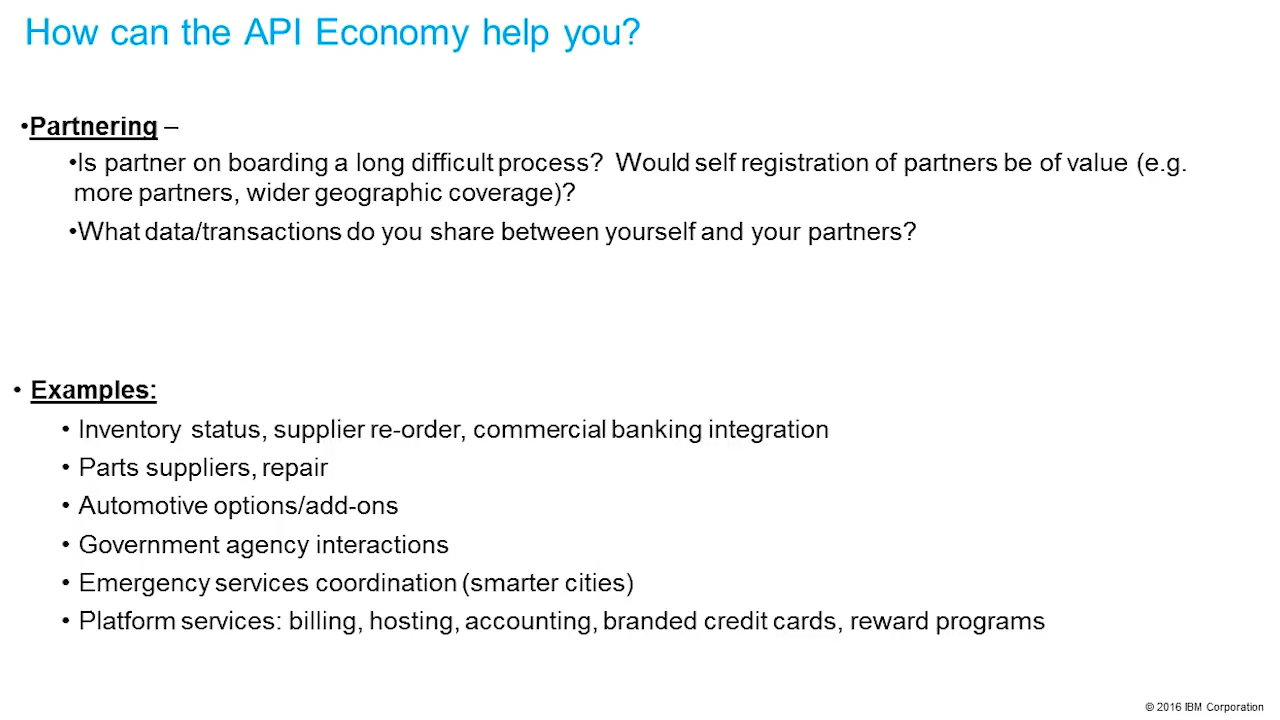 How can the API Economy help you?
•Partnering –
•Is partner on boarding a long difficult process? Would self registration of partners be of value (e.g.
more partners, wider geographic coverage)?
•What data/transactions do you share between yourself and your partners?
• Examples:
• Inventory status, supplier re-order, commercial banking integration
• Parts suppliers, repair
• Automotive options/add-ons
• Government agency interactions
• Emergency services coordination (smarter cities)
• Platform services: billing, hosting, accounting, branded credit cards, reward programs
© 2016 IBM Corporation